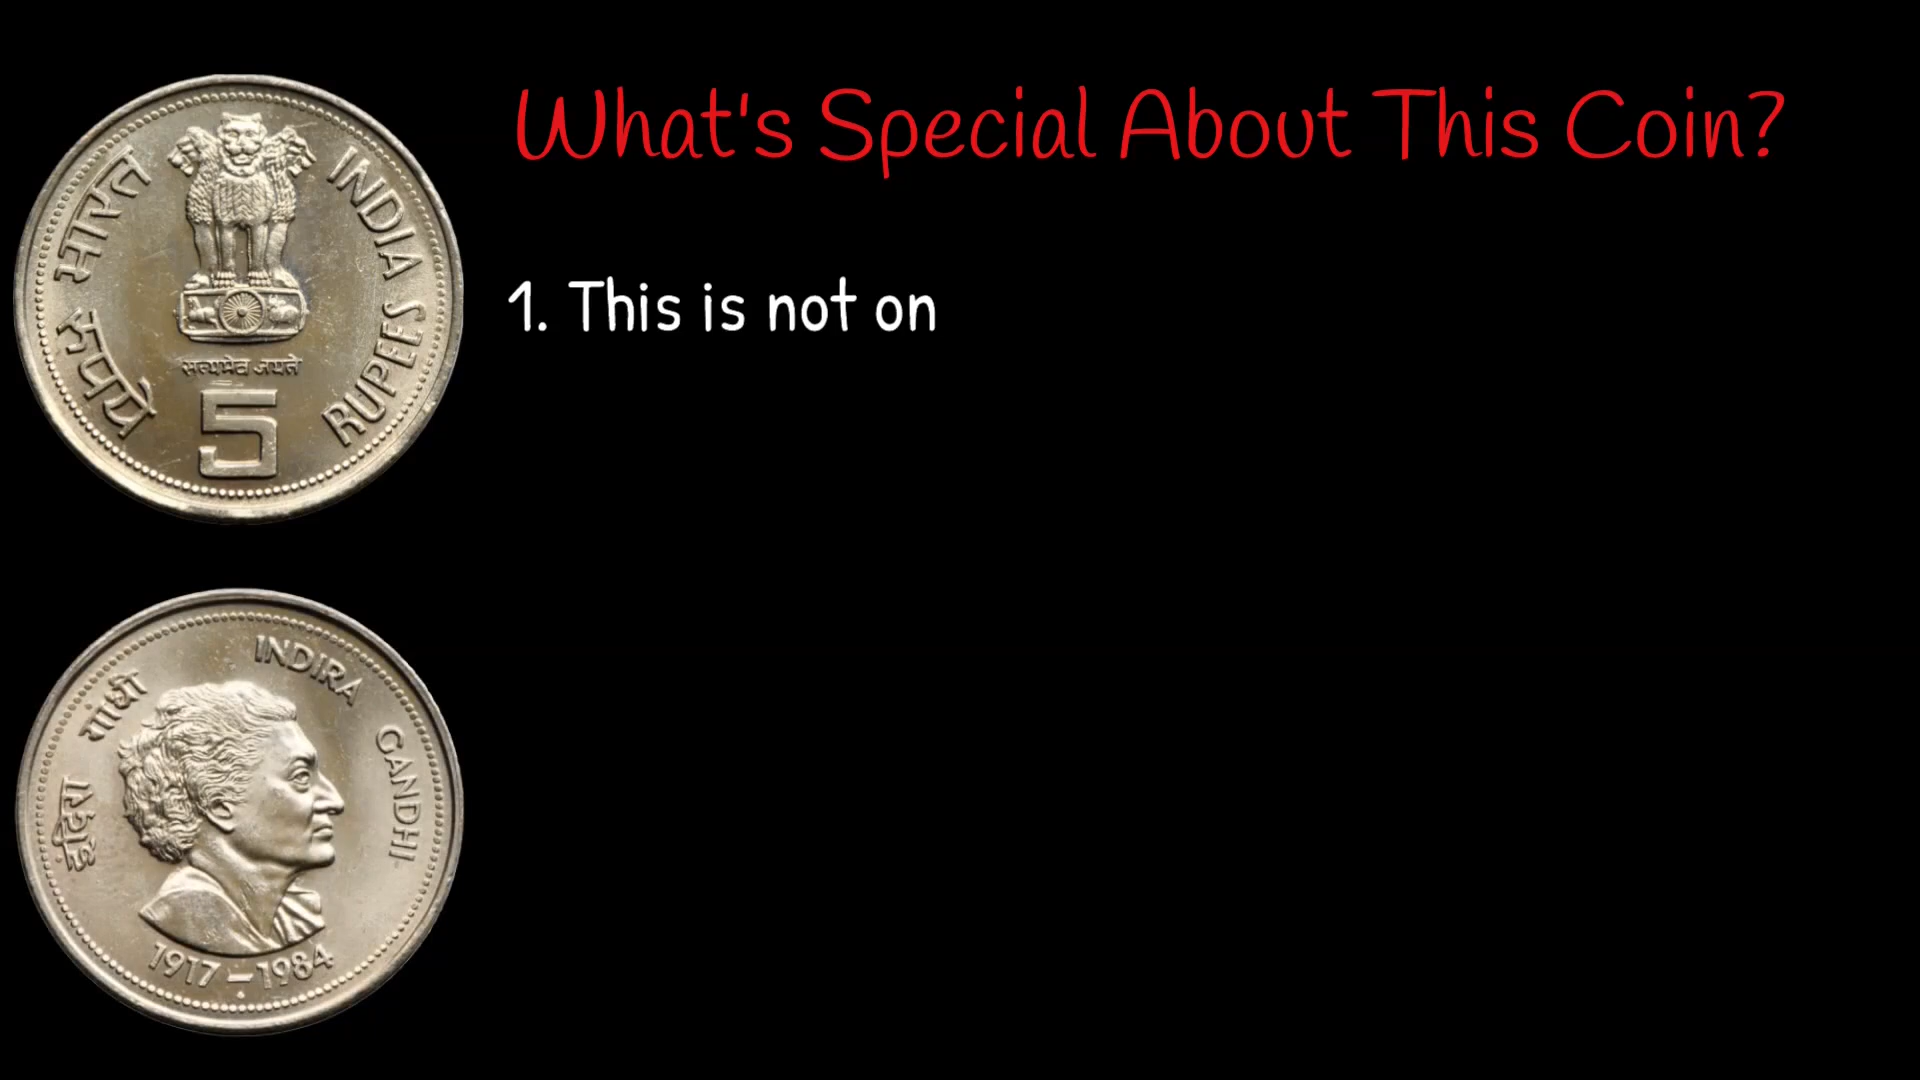 What's Special About This Coin?
1. This is not on
भारत
INDIA
रुपये
RUPEES
सत्यमेव जयते
5
इंदिरा गांधी
INDIRA GANDHI
1917-1984